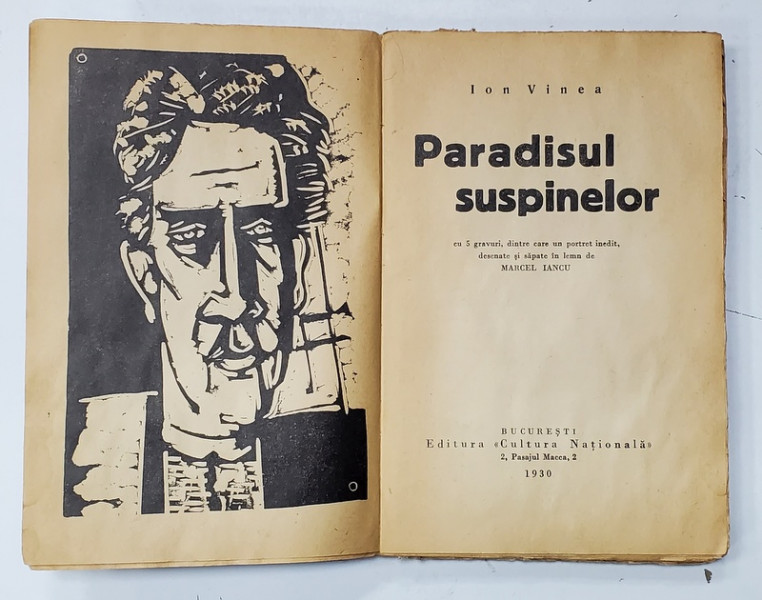 Ion Vinea
Paradisul
suspinelor
cu 5 gravuri, dintre care un portret inedit,
desenate și săpate în lemn de
MARCEL IANCU
BUCUREȘTI
Editura «Cultura Națională»
2, Pasajul Macca, 2
1930